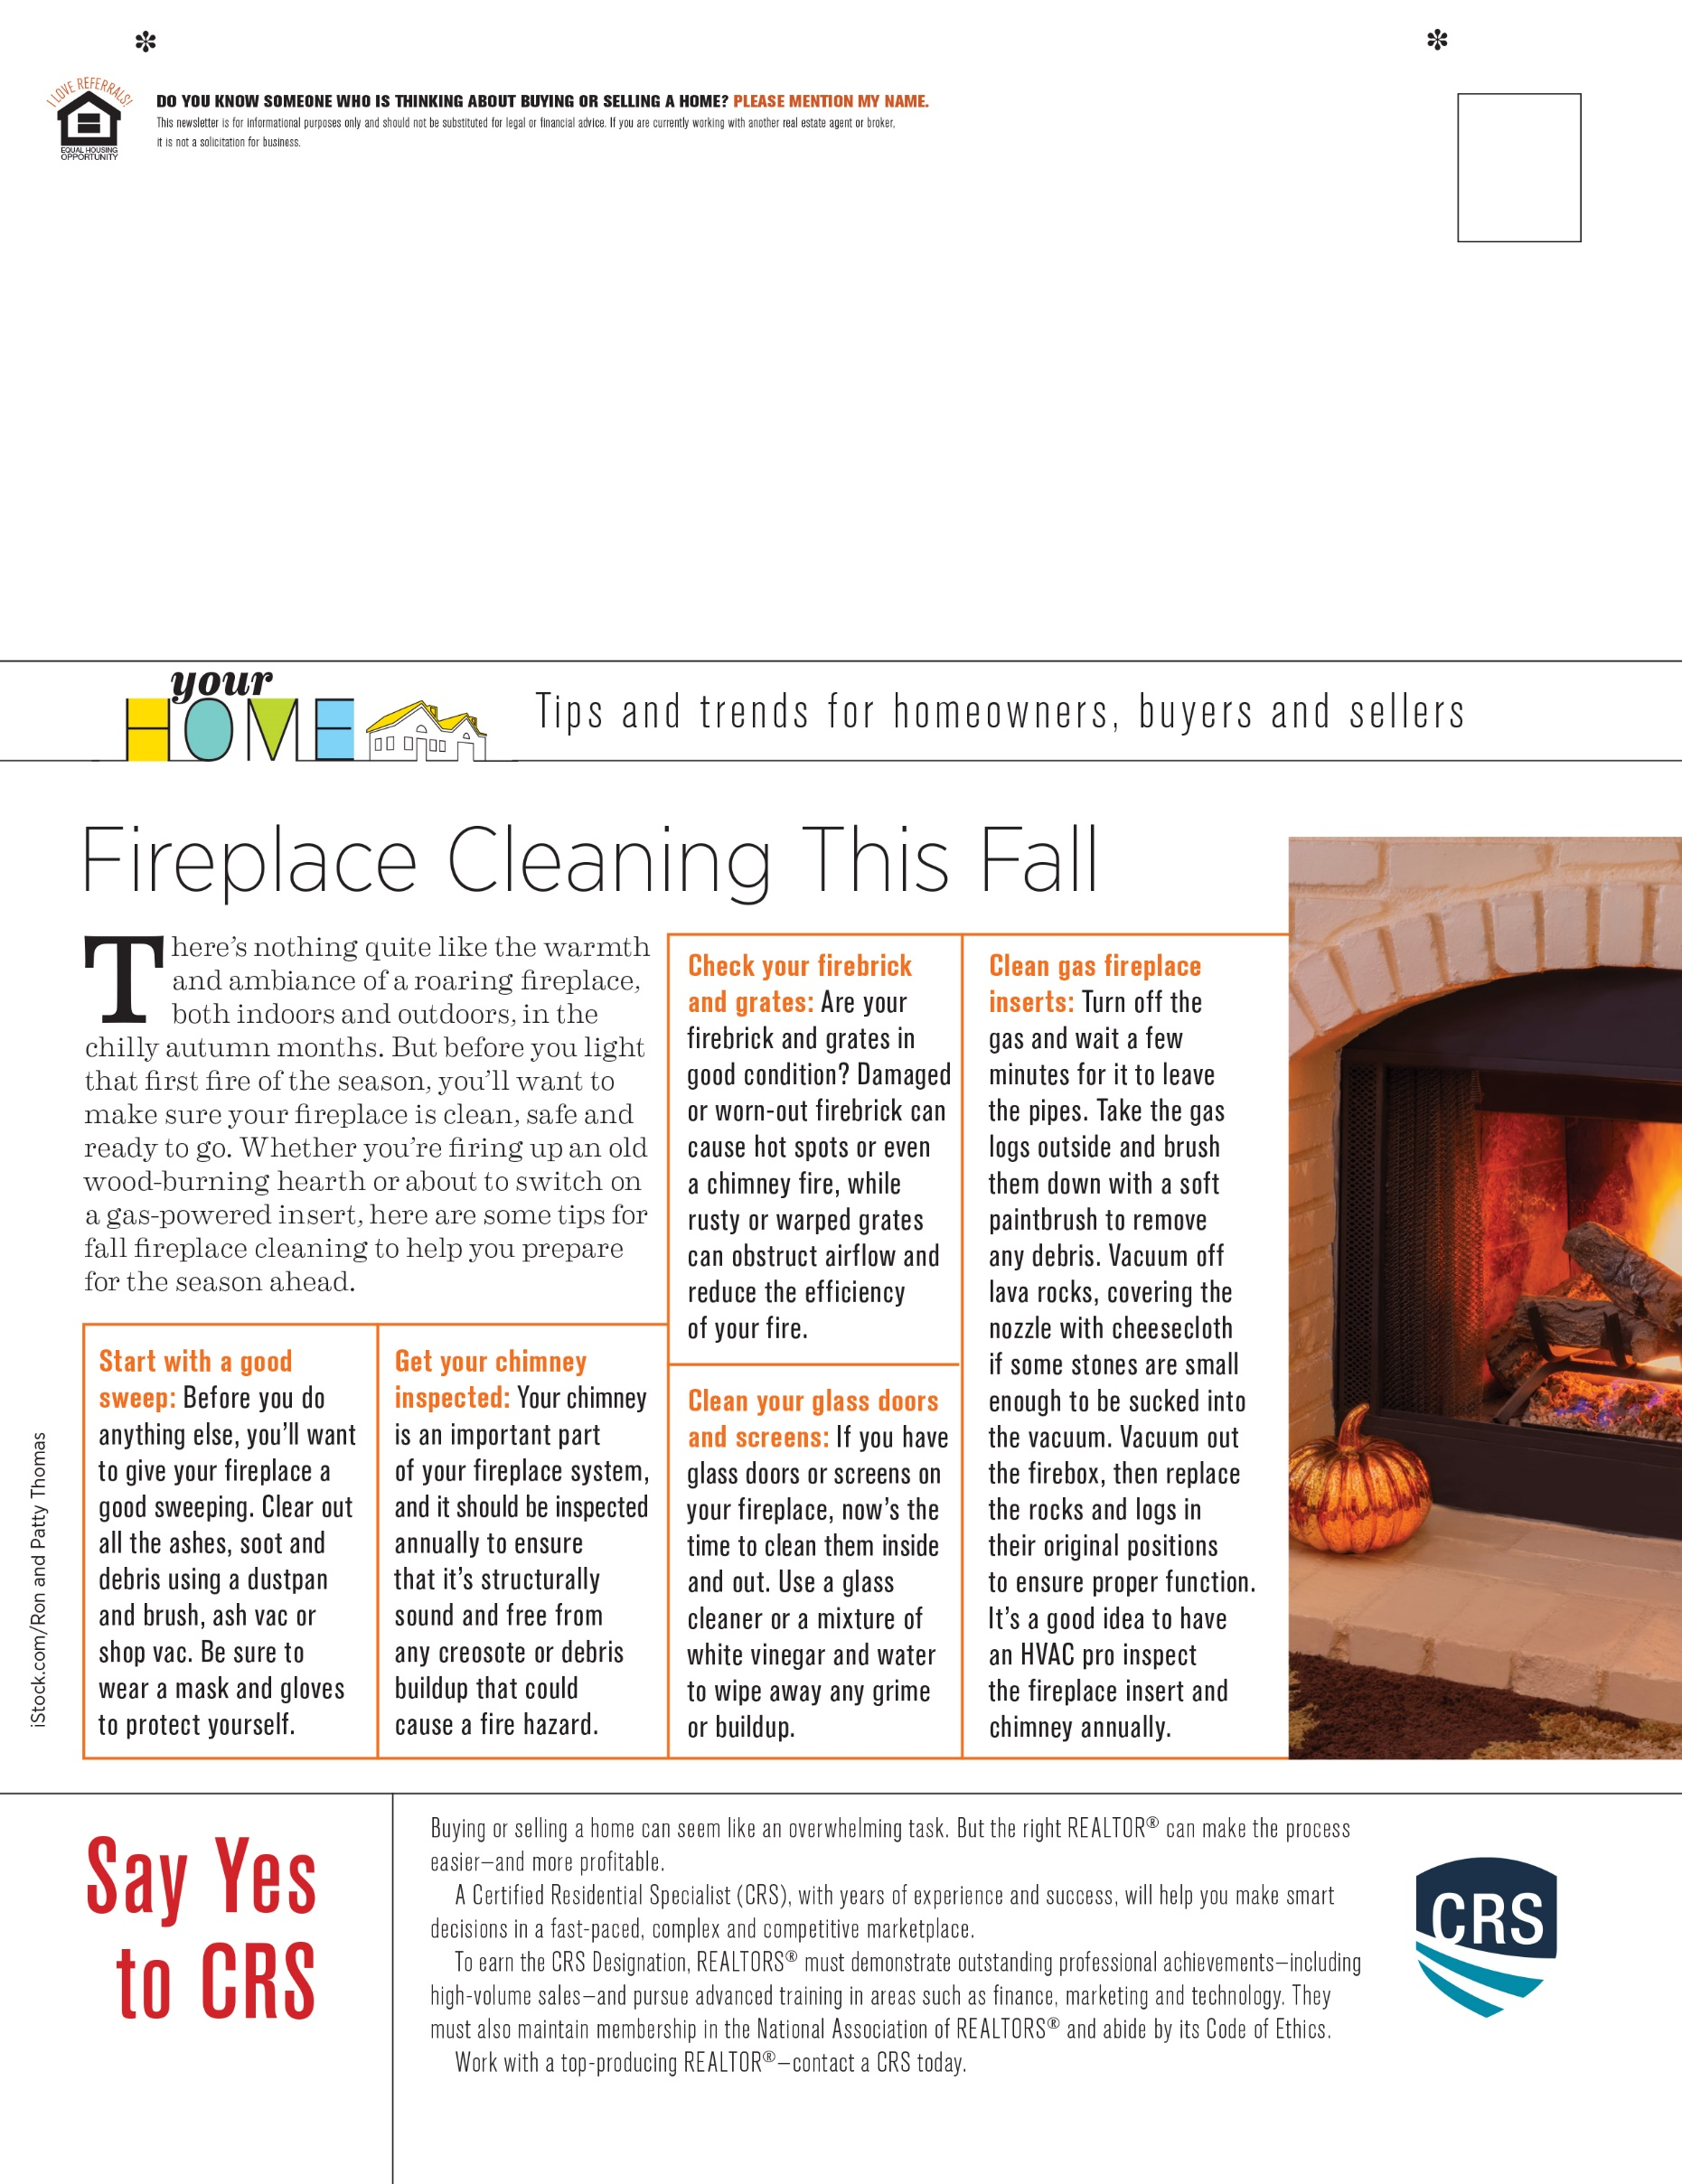 *
*
I LOVE REFERRALS!
EQUAL HOUSING
OPPORTUNITY
DO YOU KNOW SOMEONE WHO IS THINKING ABOUT BUYING OR SELLING A HOME? PLEASE MENTION MY NAME.
This newsletter is for informational purposes only and should not be substituted for legal or financial advice. If you are currently working with another real estate agent or broker,
it is not a solicitation for business.
your
HOME
Tips and trends for homeowners, buyers and sellers
Fireplace Cleaning This Fall
There’s nothing quite like the warmth
and ambiance of a roaring fireplace,
both indoors and outdoors, in the
chilly autumn months. But before you light
that first fire of the season, you’ll want to
make sure your fireplace is clean, safe and
ready to go. Whether you’re firing up an old
wood-burning hearth or about to switch on
a gas-powered insert, here are some tips for
fall fireplace cleaning to help you prepare
for the season ahead.
Start with a good
sweep: Before you do
anything else, you’ll want
to give your fireplace a
good sweeping. Clear out
all the ashes, soot and
debris using a dustpan
and brush, ash vac or
shop vac. Be sure to
wear a mask and gloves
to protect yourself.
Get your chimney
inspected: Your chimney
is an important part
of your fireplace system,
and it should be inspected
annually to ensure
that it’s structurally
sound and free from
any creosote or debris
buildup that could
cause a fire hazard.
Check your firebrick
and grates: Are your
firebrick and grates in
good condition? Damaged
or worn-out firebrick can
cause hot spots or even
a chimney fire, while
rusty or warped grates
can obstruct airflow and
reduce the efficiency
of your fire.
Clean your glass doors
and screens: If you have
glass doors or screens on
your fireplace, now’s the
time to clean them inside
and out. Use a glass
cleaner or a mixture of
white vinegar and water
to wipe away any grime
or buildup.
Clean gas fireplace
inserts: Turn off the
gas and wait a few
minutes for it to leave
the pipes. Take the gas
logs outside and brush
them down with a soft
paintbrush to remove
any debris. Vacuum off
lava rocks, covering the
nozzle with cheesecloth
if some stones are small
enough to be sucked into
the vacuum. Vacuum out
the firebox, then replace
the rocks and logs in
their original positions
to ensure proper function.
It’s a good idea to have
an HVAC pro inspect
the fireplace insert and
chimney annually.
iStock.com/Ron and Patty Thomas
Say Yes
to CRS
Buying or selling a home can seem like an overwhelming task. But the right REALTOR® can make the process
easier—and more profitable.
A Certified Residential Specialist (CRS), with years of experience and success, will help you make smart
decisions in a fast-paced, complex and competitive marketplace.
To earn the CRS Designation, REALTORS® must demonstrate outstanding professional achievements—including
high-volume sales—and pursue advanced training in areas such as finance, marketing and technology. They
must also maintain membership in the National Association of REALTORS® and abide by its Code of Ethics.
Work with a top-producing REALTOR®—contact a CRS today.
CRS